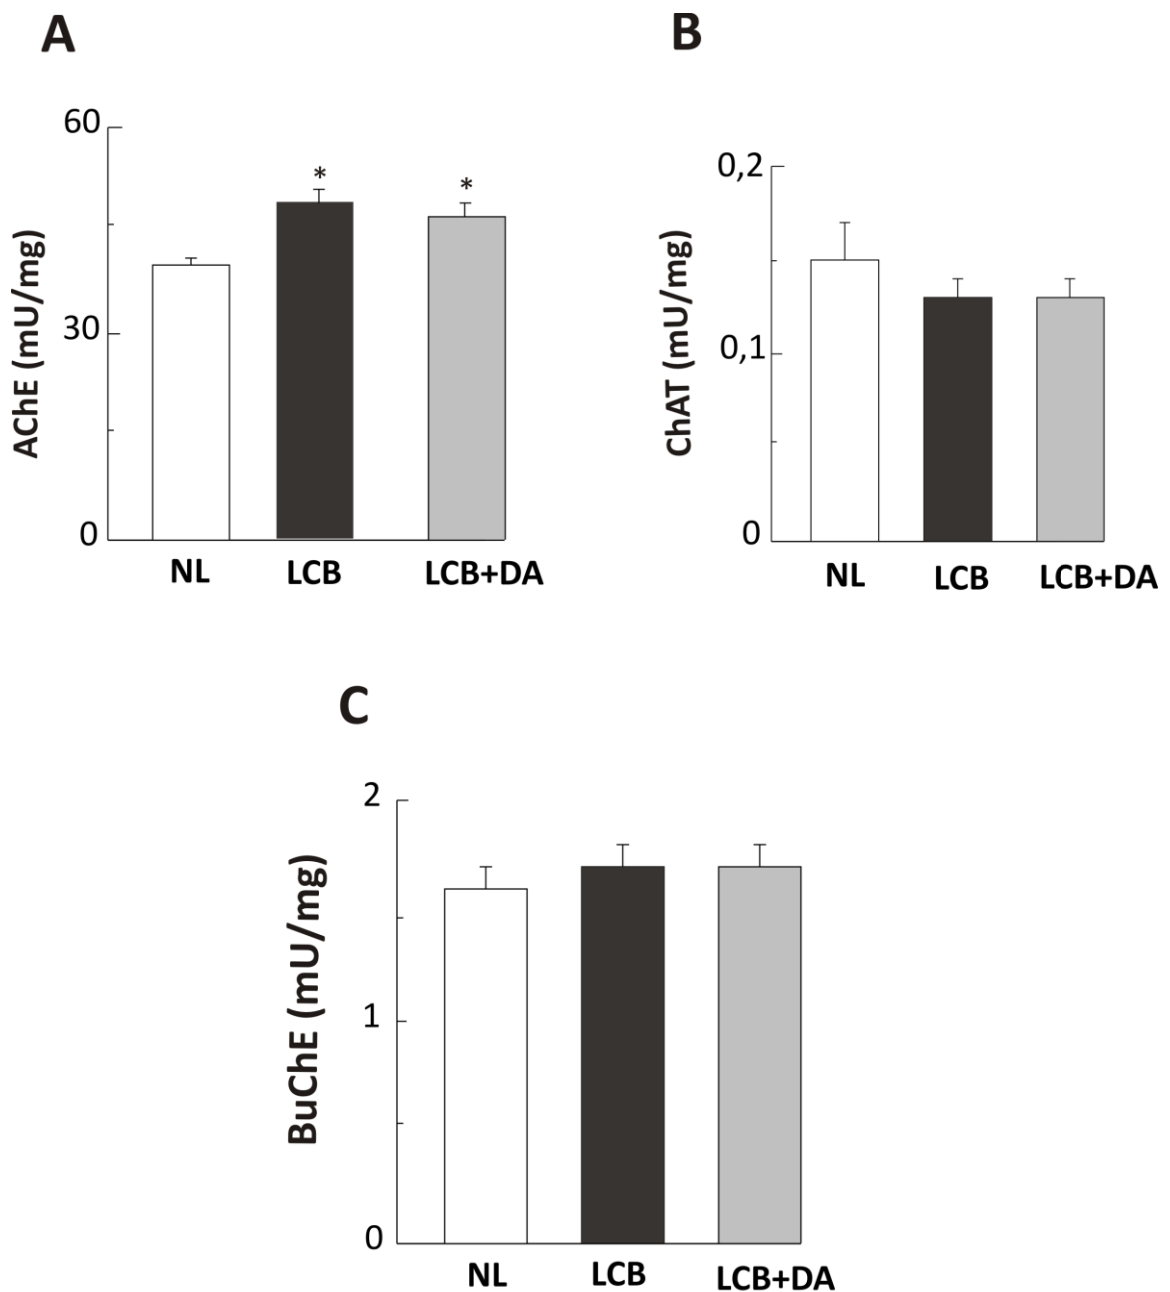 A
60
30
0
AChE (mU/mg)
*
*
NL LCB LCB+DA
B
0,2
0,1
0
ChAT (mU/mg)
NL LCB LCB+DA
C
2
1
0
BuChE (mU/mg)
NL LCB LCB+DA